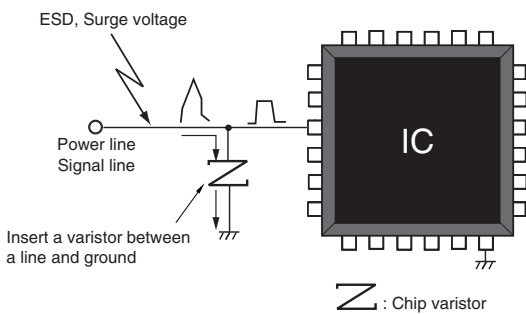 ESD, Surge voltage
IC
Power line
Signal line
Insert a varistor between
a line and ground
: Chip varistor